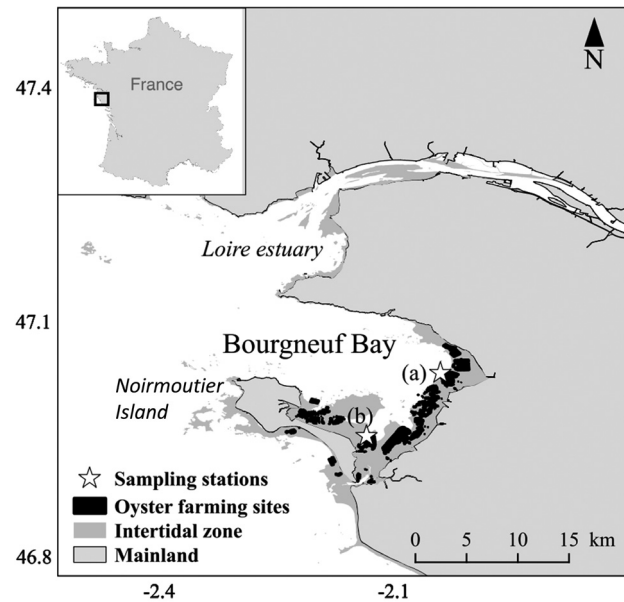 France
N
47.4
Loire estuary
47.1
Bourgneuf Bay
(a)
Noirmoutier
Island
(b)
Sampling stations
Oyster farming sites
Intertidal zone
Mainland
0 5 10 15 km
46.8
-2.4 -2.1